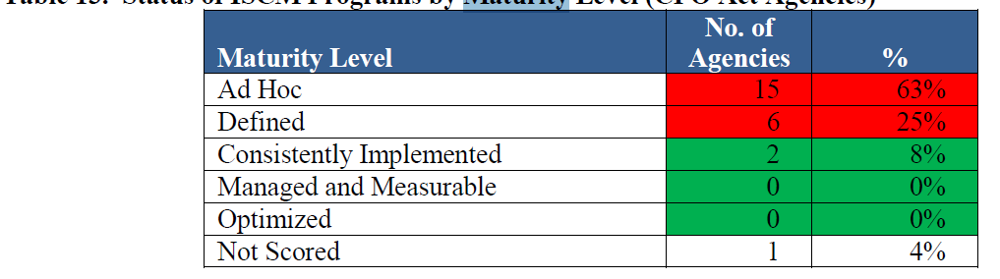 Table 13: Status of ISCM Programs by Maturity Level (CFO Act Agencies)
Maturity Level No. of Agencies %
Ad Hoc 15 63%
Defined 6 25%
Consistently Implemented 2 8%
Managed and Measurable 0 0%
Optimized 0 0%
Not Scored 1 4%